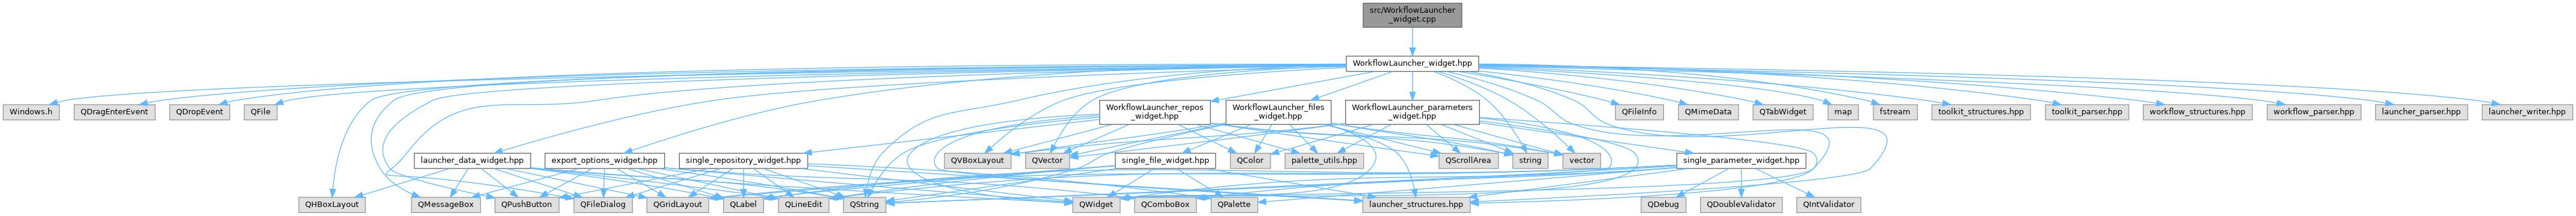 src/WorkflowLauncher
_widget.cpp
WorkflowLauncher_widget.hpp
Windows.h
QDragEnterEvent
QDropEvent
QFile
WorkflowLauncher_repos
_widget.hpp
WorkflowLauncher_files
_widget.hpp
WorkflowLauncher_parameters
_widget.hpp
QFileInfo
QMimeData
QTabWidget
map
fstream
toolkit_structures.hpp
toolkit_parser.hpp
workflow_structures.hpp
workflow_parser.hpp
launcher_parser.hpp
launcher_writer.hpp
launcher_data_widget.hpp
export_options_widget.hpp
single_repository_widget.hpp
QVBoxLayout
QVector
single_file_widget.hpp
QColor
palette_utils.hpp
QScrollArea
string
vector
single_parameter_widget.hpp
QHBoxLayout
QMessageBox
QPushButton
QFileDialog
QGridLayout
QLabel
QLineEdit
QString
QWidget
QComboBox
QPalette
launcher_structures.hpp
QDebug
QDoubleValidator
QIntValidator